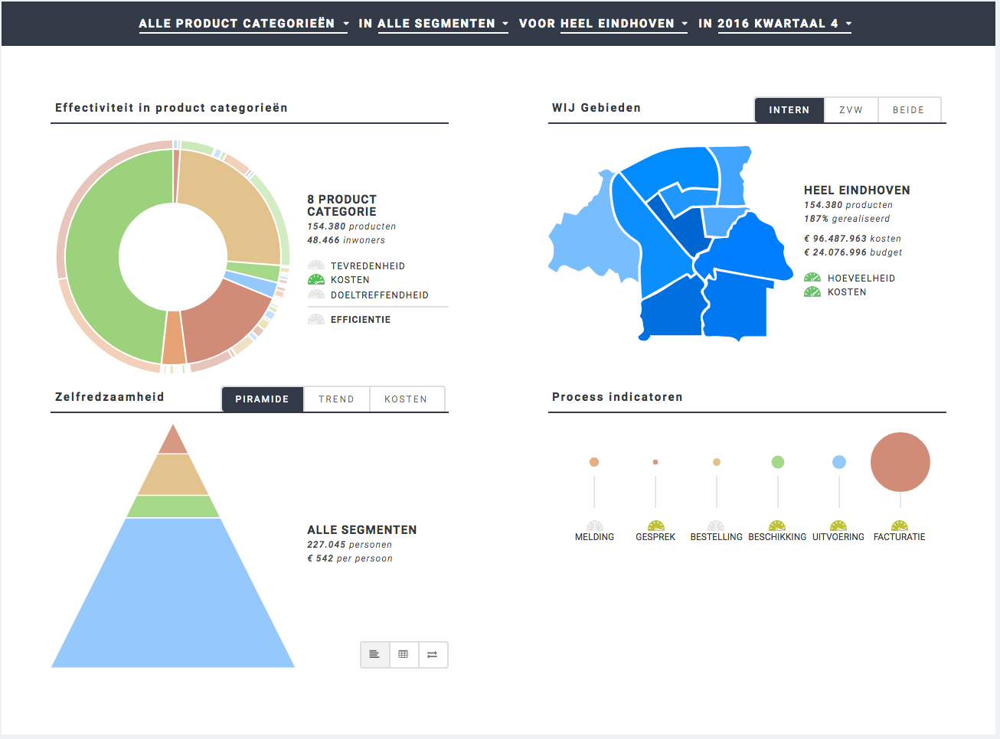 ALLE PRODUCT CATEGORIEËN IN ALLE SEGMENTEN VOOR HEEL EINDHOVEN IN 2016 KWARTAAL 4
Effectiviteit in product categorieën
8 PRODUCT
CATEGORIE
154.380 producten
48.466 inwoners
TEVREDENHEID
KOSTEN
DOELTREFFENDHEID
EFFICIENTIE
WIJ Gebieden
INTERN ZVW BEIDE
HEEL EINDHOVEN
154.380 producten
187% gerealiseerd
€ 96.487.963 kosten
€ 24.076.996 budget
HOEVEELHEID
KOSTEN
Zelfredzaamheid
PIRAMIDE TREND KOSTEN
ALLE SEGMENTEN
227.045 personen
€ 542 per persoon
Process indicatoren
MELDING GESPREK BESTELLING BESCHIKKING UITVOERING FACTURATIE